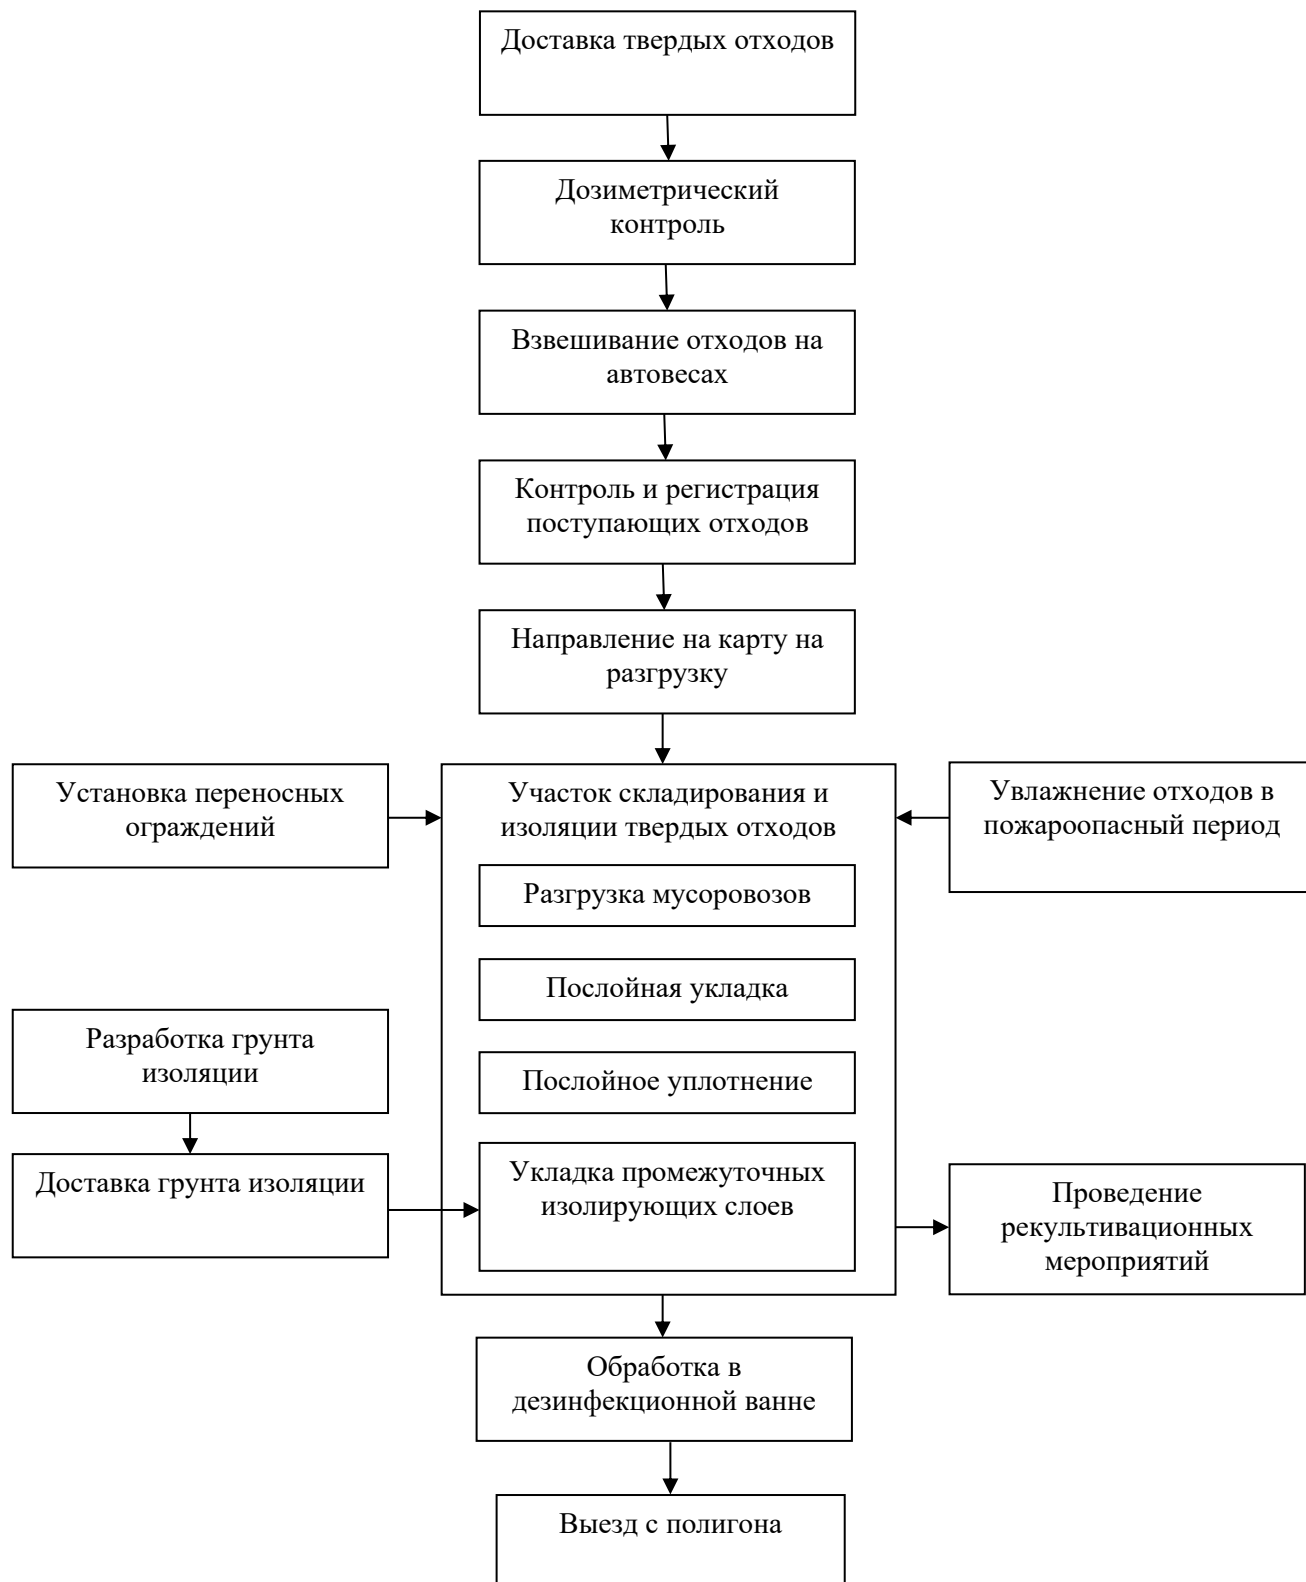 Доставка твердых отходов
Дозиметрический
контроль
Взвешивание отходов на
автовесах
Контроль и регистрация
поступающих отходов
Направление на карту на
разгрузку
Установка переносных
ограждений
Участок складирования и
изоляции твердых отходов
Увлажнение отходов в
пожароопасный период
Разгрузка мусоровозов
Послойная укладка
Разработка грунта
изоляции
Послойное уплотнение
Доставка грунта изоляции
Укладка промежуточных
изолирующих слоев
Проведение
рекультивационных
мероприятий
Обработка в
дезинфекционной ванне
Выезд с полигона